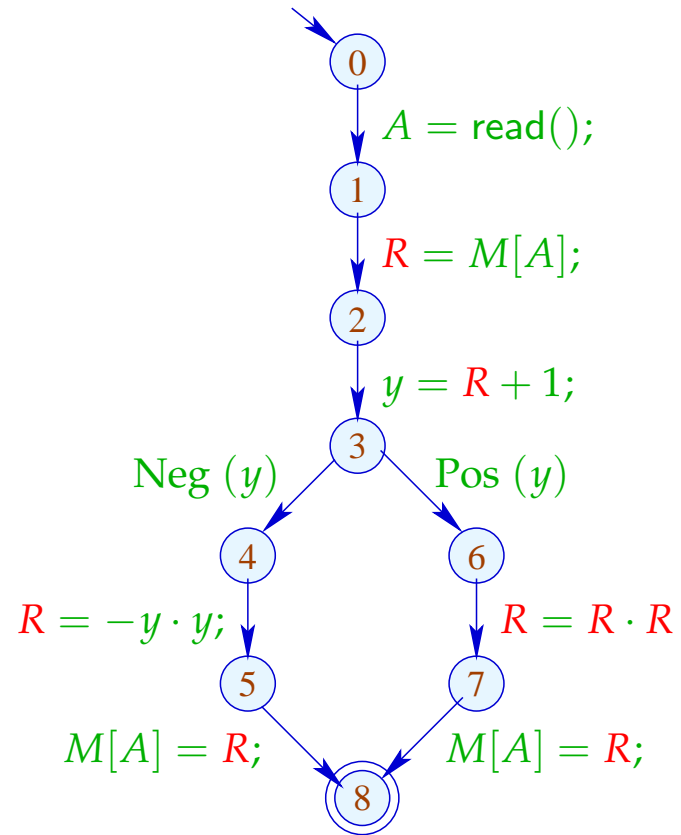 0
A = read();
1
R = M[A];
2
y = R + 1;
3
Neg (y) Pos (y)
4 6
R = −y · y; R = R · R
5 7
M[A] = R; M[A] = R;
8